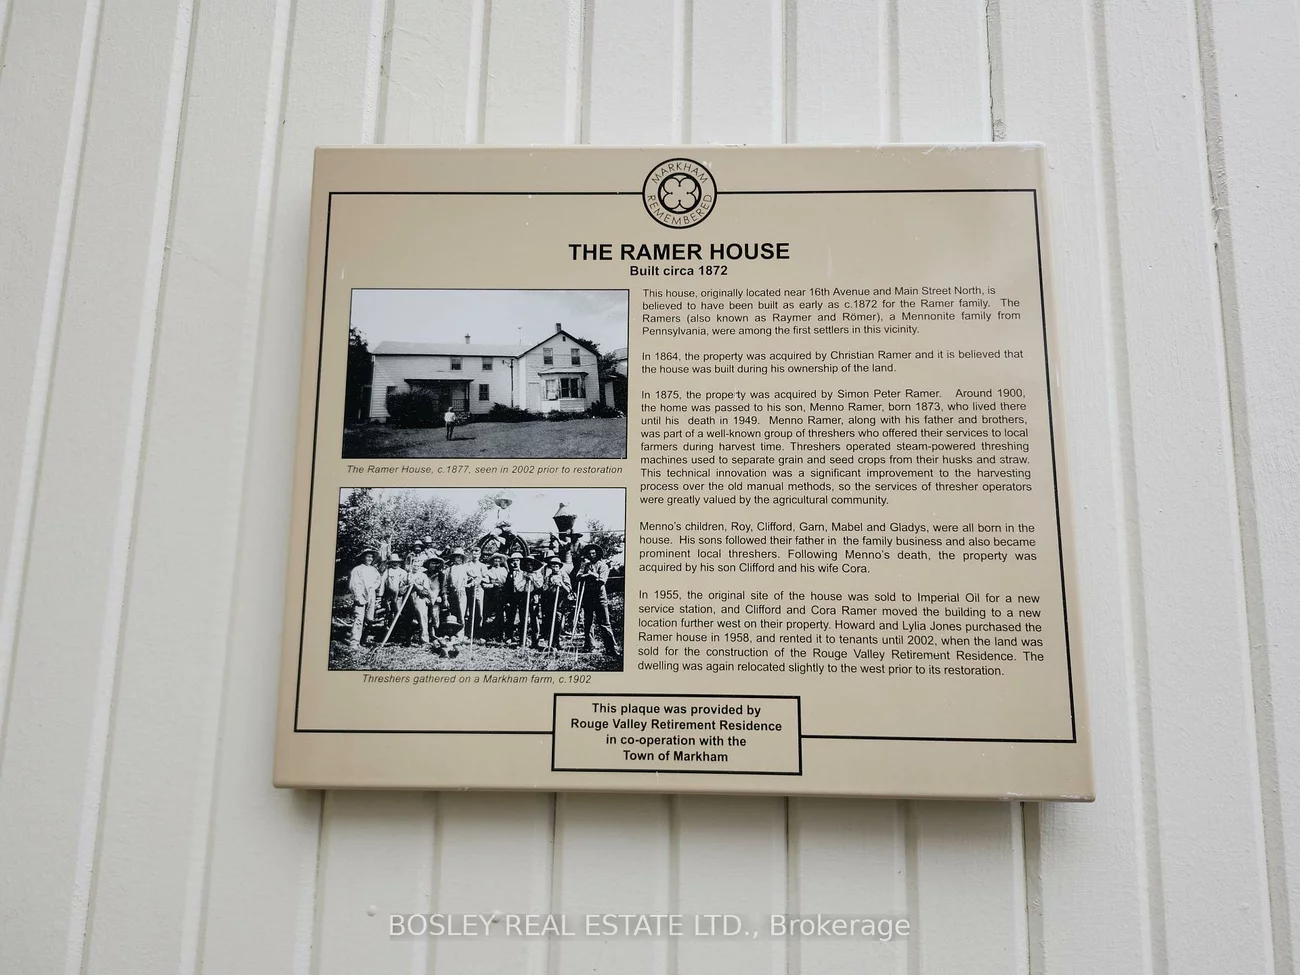 MARKHAM
REMEMBERED
THE RAMER HOUSE
Built circa 1872
This house, originally located near 16th Avenue and Main Street North, is
believed to have been built as early as c.1872 for the Ramer family. The
Ramers (also known as Raymer and Römer), a Mennonite family from
Pennsylvania, were among the first settlers in this vicinity.
In 1864, the property was acquired by Christian Ramer and it is believed that
the house was built during his ownership of the land.
In 1875, the property was acquired by Simon Peter Ramer. Around 1900,
the home was passed to his son, Menno Ramer, born 1873, who lived there
until his death in 1949. Menno Ramer, along with his father and brothers,
was part of a well-known group of threshers who offered their services to local
farmers during harvest time. Threshers operated steam-powered threshing
machines used to separate grain and seed crops from their husks and straw.
This technical innovation was a significant improvement to the harvesting
process over the old manual methods, so the services of thresher operators
were greatly valued by the agricultural community.
Menno's children, Roy, Clifford, Garn, Mabel and Gladys, were all born in the
house. His sons followed their father in the family business and also became
prominent local threshers. Following Menno's death, the property was
acquired by his son Clifford and his wife Cora.
In 1955, the original site of the house was sold to Imperial Oil for a new
service station, and Clifford and Cora Ramer moved the building to a new
location further west on their property. Howard and Lylia Jones purchased the
Ramer house in 1958, and rented it to tenants until 2002, when the land was
sold for the construction of the Rouge Valley Retirement Residence. The
dwelling was again relocated slightly to the west prior to its restoration.
The Ramer House, c.1877, seen in 2002 prior to restoration
Threshers gathered on a Markham farm, c.1902
This plaque was provided by
Rouge Valley Retirement Residence
in co-operation with the
Town of Markham
BOSLEY REAL ESTATE LTD., Brokerage